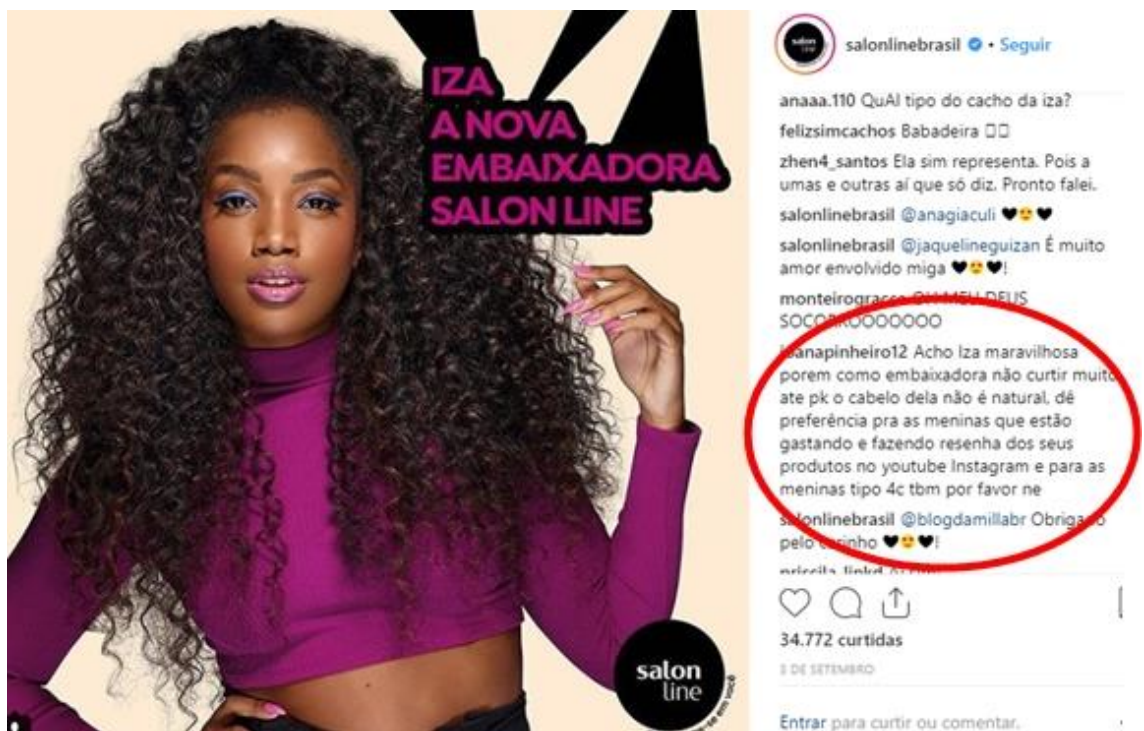 IZA
A NOVA
EMBAIXADORA
SALON LINE
salon
line
salon
line
salonlinebrasil • Seguir
anaaa.110 QuAl tipo do cacho da iza?
felizsimcachos Babadeira
zhen4_santos Ela sim representa. Pois a
umas e outras aí que só diz. Pronto falei.
salonlinebrasil @anagiaculi 🖤😍🖤
salonlinebrasil @jaquelineguizan É muito
amor envolvido miga 🖤😍🖤!
MEU DEUS
SOCORROOOOOOO
Acho Iza maravilhosa
porem como embaixadora não curtir muito
ate pk o cabelo dela não é natural, dê
preferência pra as meninas que estão
gastando e fazendo resenha dos seus
produtos no youtube Instagram e para as
meninas tipo 4c tbm por favor ne
salonlinebrasil @blogdamillabr Obrigado
pelo carinho 🖤😍🖤!
34.772 curtidas
DE SETEMBRO
Entrar para curtir ou comentar.